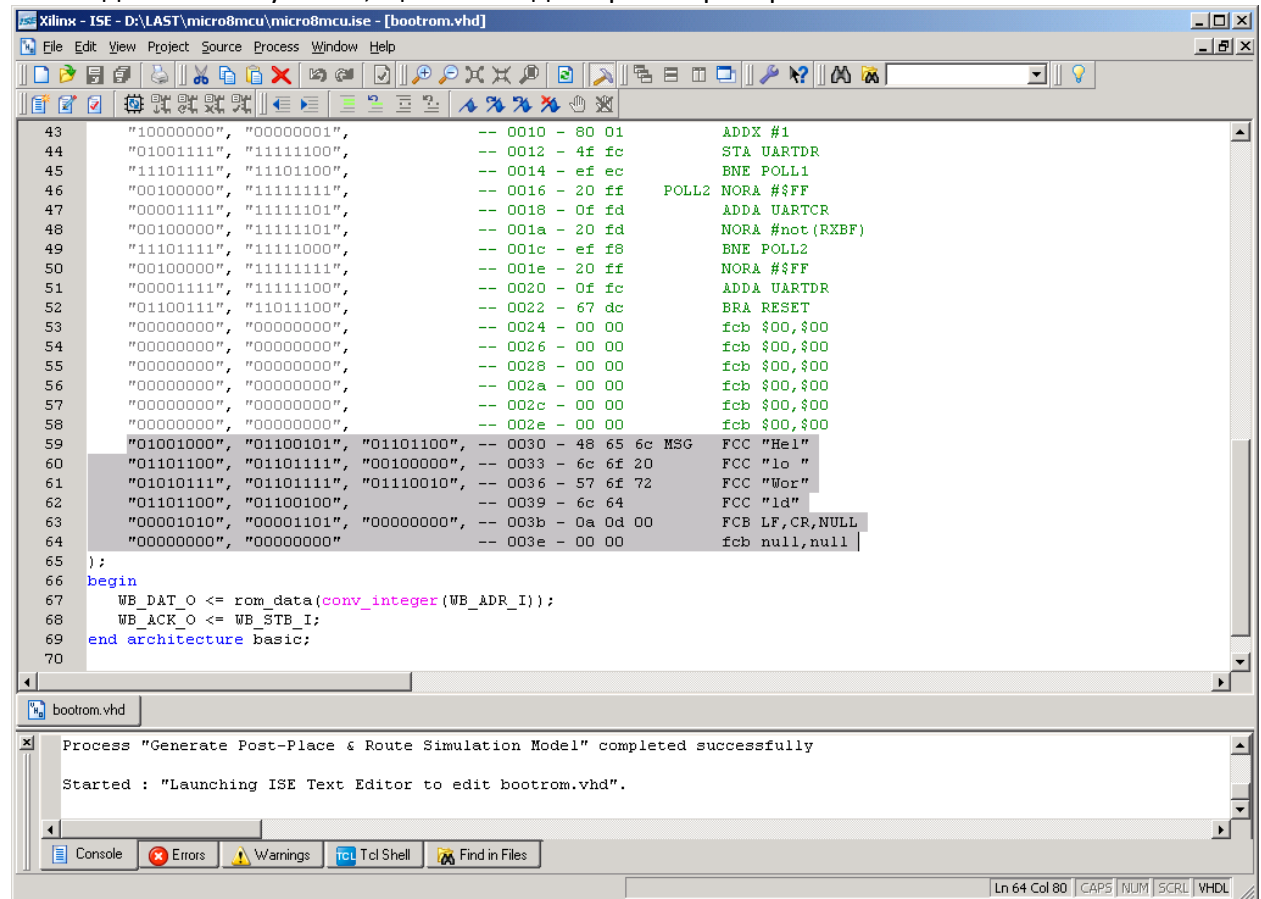 Xilinx - ISE - D:\LAST\micro8mcu\micro8mcu.ise - [bootrom.vhd]
File Edit View Project Source Process Window Help
43 "10000000", "00000001", -- 0010 - 80 01 ADDX #1
44 "01001111", "11111100", -- 0012 - 4f fc STA UARTDR
45 "11101111", "11101100", -- 0014 - ef ec BNE POLL1
46 "00100000", "11111111", -- 0016 - 20 ff POLL2 NORA #$FF
47 "00001111", "11111101", -- 0018 - 0f fd ADDA UARTCR
48 "00100000", "11111101", -- 001a - 20 fd NORA #not(RXBF)
49 "11101111", "11111000", -- 001c - ef f8 BNE POLL2
50 "00100000", "11111111", -- 001e - 20 ff NORA #$FF
51 "00001111", "11111100", -- 0020 - 0f fc ADDA UARTDR
52 "01100111", "11011100", -- 0022 - 67 dc BRA RESET
53 "00000000", "00000000", -- 0024 - 00 00 fcb $00,$00
54 "00000000", "00000000", -- 0026 - 00 00 fcb $00,$00
55 "00000000", "00000000", -- 0028 - 00 00 fcb $00,$00
56 "00000000", "00000000", -- 002a - 00 00 fcb $00,$00
57 "00000000", "00000000", -- 002c - 00 00 fcb $00,$00
58 "00000000", "00000000", -- 002e - 00 00 fcb $00,$00
59 "01001000", "01100101", "01101100", -- 0030 - 48 65 6c MSG FCC "Hel"
60 "01101100", "01101111", "00100000", -- 0033 - 6c 6f 20 FCC "lo "
61 "01010111", "01101111", "01110010", -- 0036 - 57 6f 72 FCC "Wor"
62 "01101100", "01100100", -- 0039 - 6c 64 FCC "ld"
63 "00001010", "00001101", "00000000", -- 003b - 0a 0d 00 FCB LF,CR,NULL
64 "00000000", "00000000" -- 003e - 00 00 fcb null,null
65 );
66 begin
67 WB_DAT_O <= rom_data(conv_integer(WB_ADR_I));
68 WB_ACK_O <= WB_STB_I;
69 end architecture basic;
70
bootrom.vhd
Process "Generate Post-Place & Route Simulation Model" completed successfully
Started : "Launching ISE Text Editor to edit bootrom.vhd".
Console Errors Warnings Tcl Shell Find in Files
Ln 64 Col 80 CAPS NUM SCRL VHDL